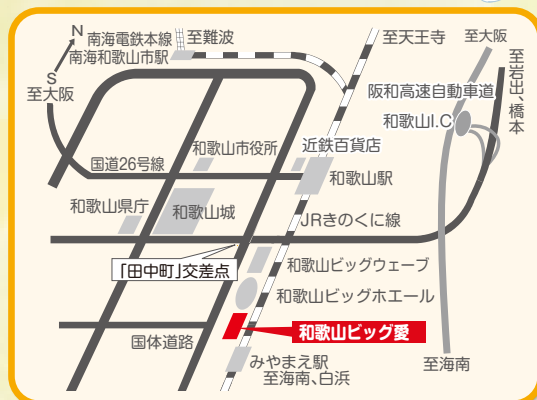 N
S
至大阪
南海電鉄本線
南海和歌山市駅
至難波
至天王寺
至大阪
至岩出、橋本
阪和高速自動車道
和歌山I.C
近鉄百貨店
和歌山市役所
国道26号線
和歌山駅
和歌山県庁
和歌山城
JRきのくに線
「田中町」交差点
和歌山ビッグウェーブ
和歌山ビッグホエール
和歌山ビッグ愛
国体道路
みやまえ駅
至海南、白浜
至海南